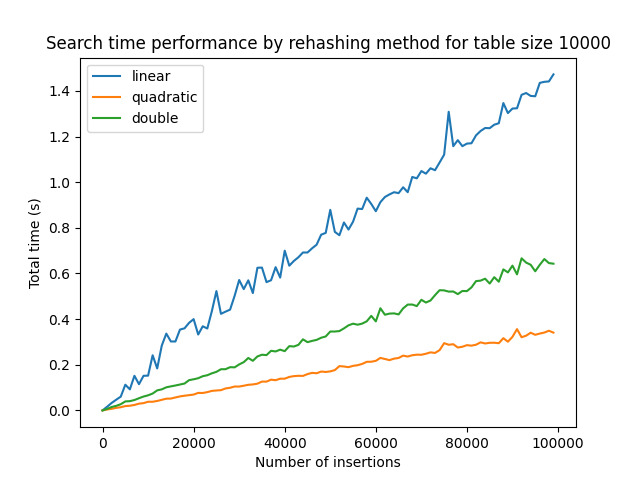 Search time performance by rehashing method for table size 10000
linear
quadratic
double
Total time (s)
1.4
1.2
1.0
0.8
0.6
0.4
0.2
0.0
0 20000 40000 60000 80000 100000
Number of insertions